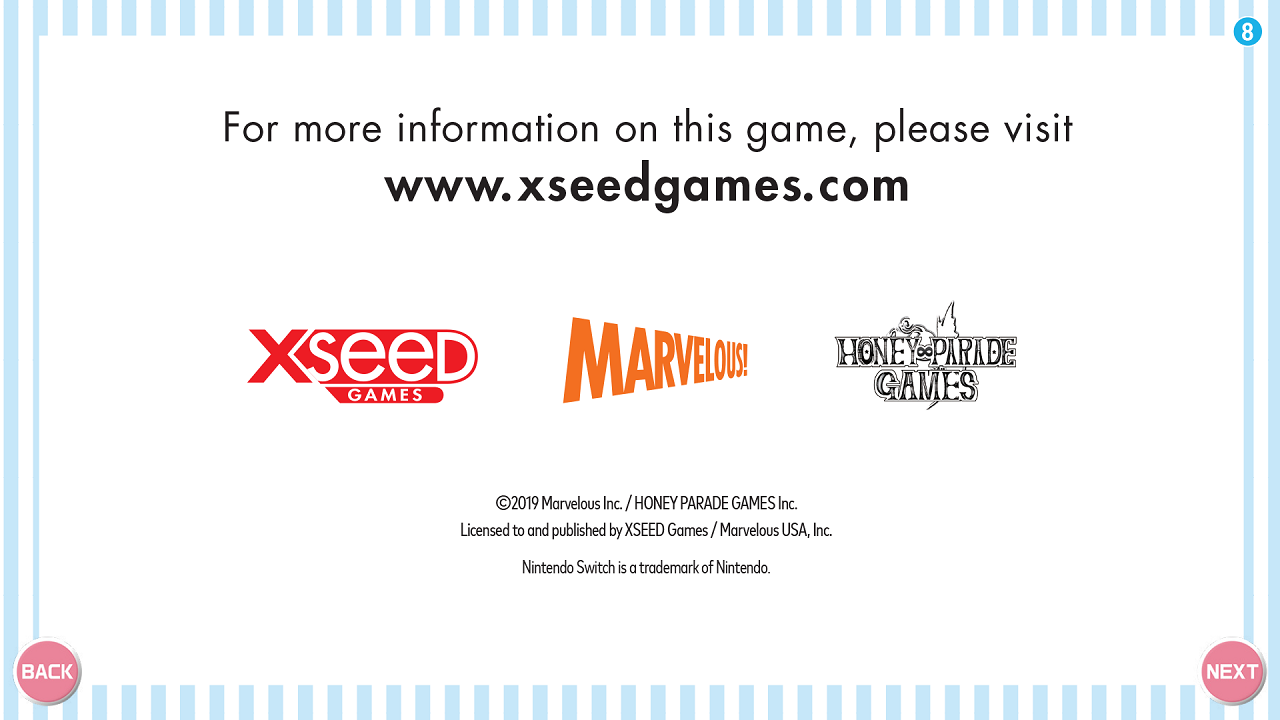 8
For more information on this game, please visit
www.xseedgames.com
XSEED
GAMES
MARVELOUS!
HONEY∞PARADE
GAMES
©2019 Marvelous Inc. / HONEY PARADE GAMES Inc.
Licensed to and published by XSEED Games / Marvelous USA, Inc.
Nintendo Switch is a trademark of Nintendo.
BACK
NEXT